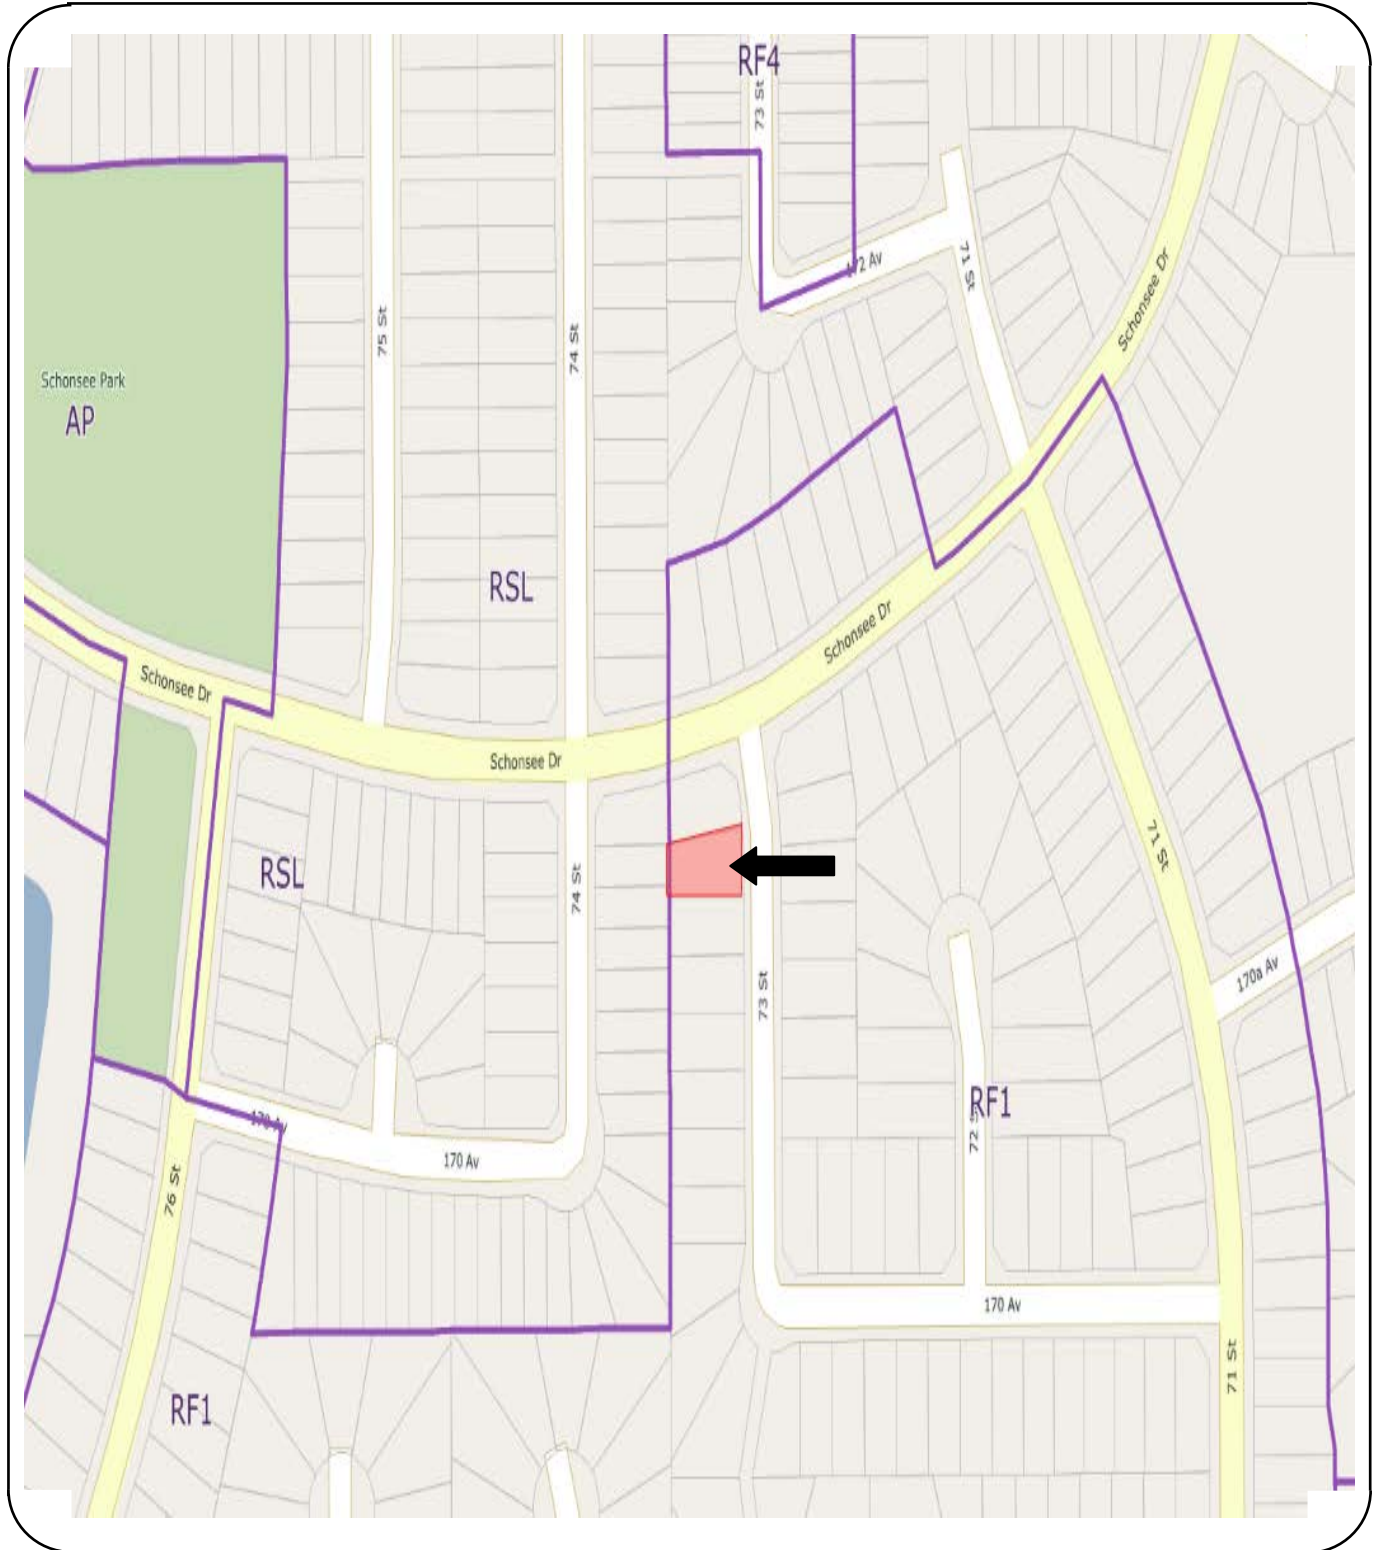 RF4
73 St
172 Av
71 St
Schonsee Dr
75 St
74 St
Schonsee Park
AP
RSL
Schonsee Dr
Schonsee Dr
Schonsee Dr
71 St
RSL
74 St
73 St
170a Av
RF1
72 S
170 Av
170 Av
76 St
170 Av
71 St
RF1